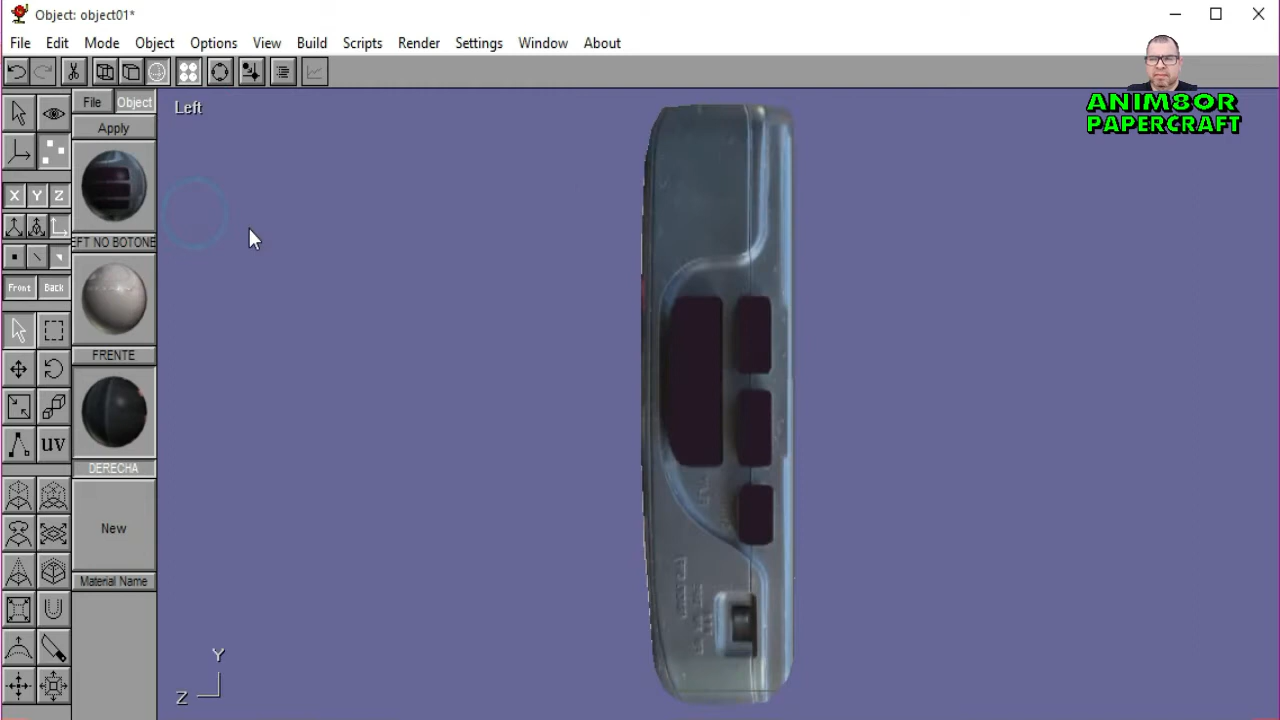 Object: object01*
File Edit Mode Object Options View Build Scripts Render Settings Window About
ANIM8OR
PAPERCRAFT
File Object
Left
Apply
X Y Z
EFT NO BOTONE
Front Back
FRENTE
UV
DERECHA
New
Material Name
Y
Z